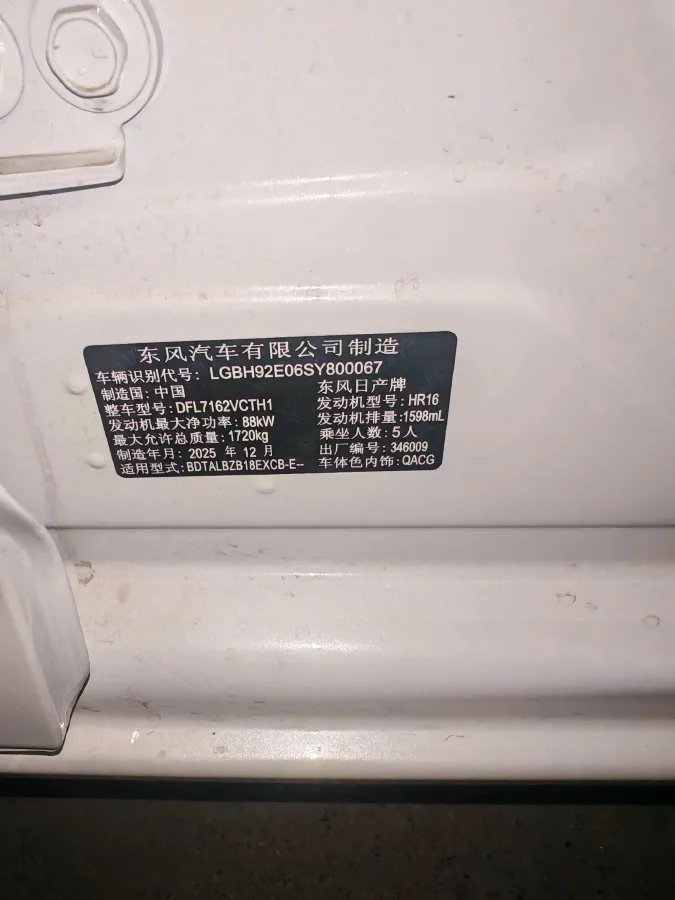 东风汽车有限公司制造
车辆识别代号: LGBH92E06SY800067
制造国: 中国 东风日产牌
整车型号: DFL7162VCTH1 发动机型号: HR16
发动机最大净功率: 88kW 发动机排量: 1598mL
最大允许总质量: 1720kg 乘坐人数: 5人
制造年月: 2025 年 12 月 出厂编号: 346009
适用型式: BDTALBZB18EXCB-E-- 车体色内饰: QACG